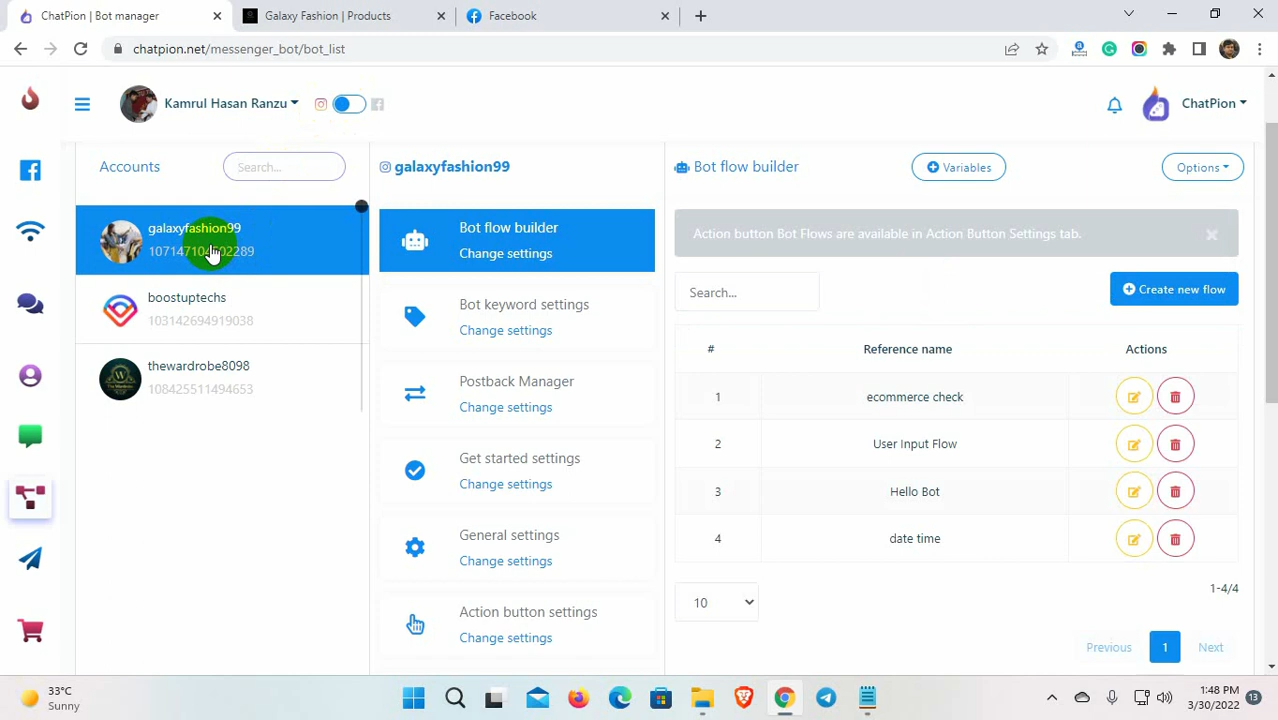 ChatPion | Bot manager
Galaxy Fashion | Products
Facebook
chatpion.net/messenger_bot/bot_list
Kamrul Hasan Ranzu
ChatPion
Accounts
Search...
galaxyfashion99
Bot flow builder
Variables
Options
galaxyfashion99
boostuptechs
103142694919038
thewardrobe8098
108425511494653
Bot flow builder
Change settings
Bot keyword settings
Change settings
Postback Manager
Change settings
Get started settings
Change settings
General settings
Change settings
Action button settings
Change settings
Action button Bot Flows are available in Action Button Settings tab.
Search...
Create new flow
# Reference name Actions
1 ecommerce check
2 User Input Flow
3 Hello Bot
4 date time
10
1-4/4
Previous 1 Next
33°C
Sunny
1:48 PM
3/30/2022
13